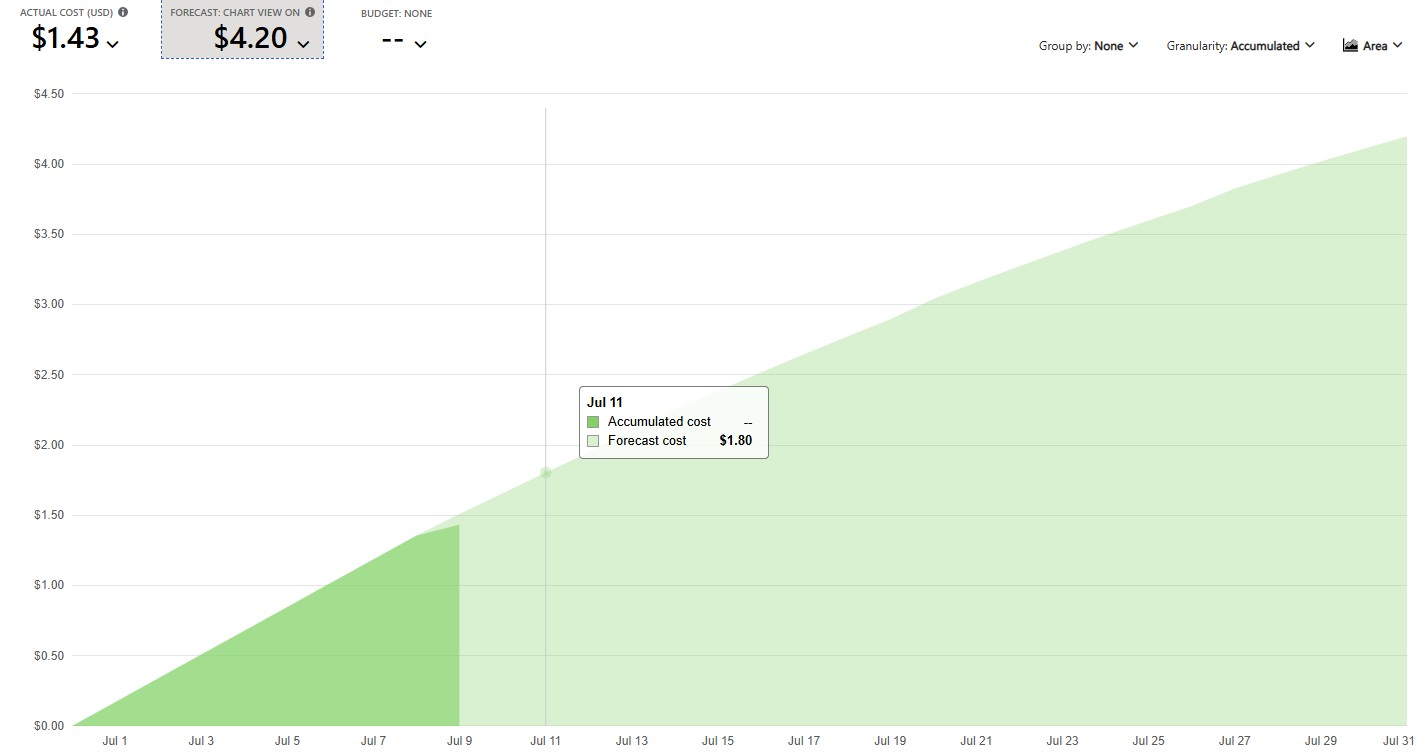 ACTUAL COST (USD)
$1.43
FORECAST: CHART VIEW ON
$4.20
BUDGET: NONE
--
Group by: None
Granularity: Accumulated
Area
$4.50
$4.00
$3.50
$3.00
$2.50
$2.00
$1.50
$1.00
$0.50
$0.00
Jul 11
Accumulated cost --
Forecast cost $1.80
Jul 1 Jul 3 Jul 5 Jul 7 Jul 9 Jul 11 Jul 13 Jul 15 Jul 17 Jul 19 Jul 21 Jul 23 Jul 25 Jul 27 Jul 29 Jul 31